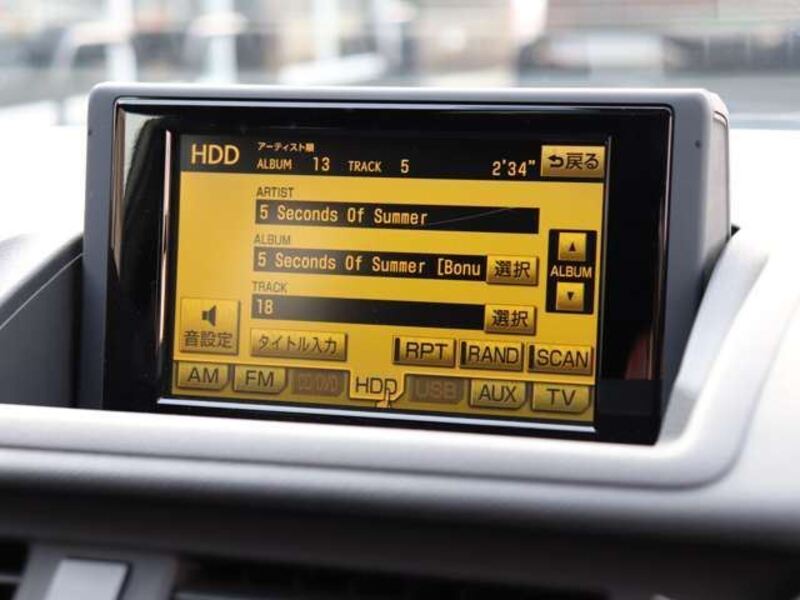 HDD アーティスト順
ALBUM 13 TRACK 5 2'34" 戻る
ARTIST
5 Seconds Of Summer
ALBUM
5 Seconds Of Summer [Bonu 選択
ALBUM
TRACK
18 選択
音設定
タイトル入力 RPT RAND SCAN
AM FM CD DVD HDD USB AUX TV